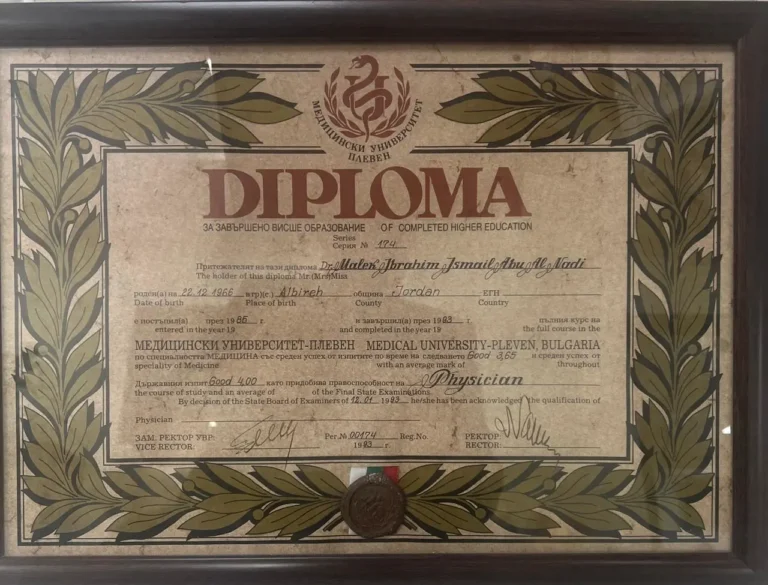 МЕДИЦИНСКИ УНИВЕРСИТЕТ
ПЛЕВЕН
DIPLOMA
ЗА ЗАВЪРШЕНО ВИСШЕ ОБРАЗОВАНИЕ OF COMPLETED HIGHER EDUCATION
Series
Серия № 174
Притежателят на тази диплома Dr. Malek Jbrahim Jsmail Abu Al Nadi
The holder of this diploma Mr (Mrs)Miss
роден(а) на 22.12 1966 в гр(с) Albireh община Jordan ЕГН
Date of birth Place of birth County Country
е постъпил(а) през 1985 г. и завършил(а) през 1993 г. пълния курс на
entered in the year 19 and completed in the year 19 the full course in the
МЕДИЦИНСКИ УНИВЕРСИТЕТ-ПЛЕВЕН MEDICAL UNIVERSITY-PLEVEN, BULGARIA
по специалността МЕДИЦИНА със среден успех от изпитите по време на следването Good 3,65 и среден успех от
speciality of Medicine with an average mark of throughout
Държавния изпит Good 4,00 като придобива правоспособност на Physician
the course of study and an average of of the Final State Examinations.
By decision of the State Board of Examiners of 12.01 1993 he/she has been acknowledged the qualification of
Physician
ЗАМ. РЕКТОР УВР: Рег.№ 00174 Reg.No. РЕКТОР:
VICE RECTOR: 1993 г. RECTOR: